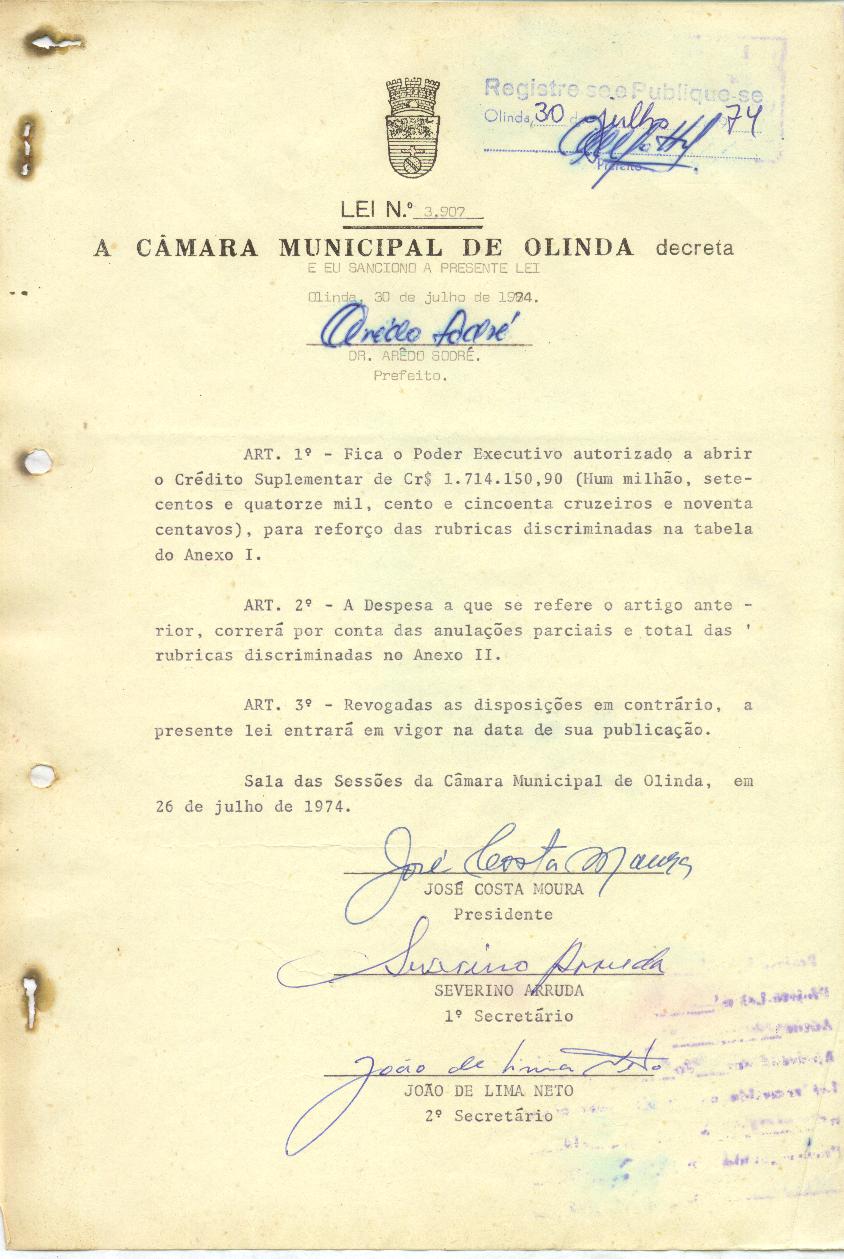 Registre se e Publique-se
Olinda, 30 de julho 74
Prefeito
LEI N.º 3.907
A CÂMARA MUNICIPAL DE OLINDA decreta
E EU SANCIONO A PRESENTE LEI
Olinda, 30 de julho de 1974.
Arêdo Sodré
DR. ARÊDO SODRÉ.
Prefeito.
ART. 1º - Fica o Poder Executivo autorizado a abrir
o Crédito Suplementar de Cr$ 1.714.150,90 (Hum milhão, sete-
centos e quatorze mil, cento e cincoenta cruzeiros e noventa
centavos), para reforço das rubricas discriminadas na tabela
do Anexo I.
ART. 2º - A Despesa a que se refere o artigo ante -
rior, correrá por conta das anulações parciais e total das '
rubricas discriminadas no Anexo II.
ART. 3º - Revogadas as disposições em contrário, a
presente lei entrará em vigor na data de sua publicação.
Sala das Sessões da Câmara Municipal de Olinda, em
26 de julho de 1974.
José Costa Moura
JOSÉ COSTA MOURA
Presidente
Severino Arruda
SEVERINO ARRUDA
1º Secretário
João de Lima Neto
JOÃO DE LIMA NETO
2º Secretário